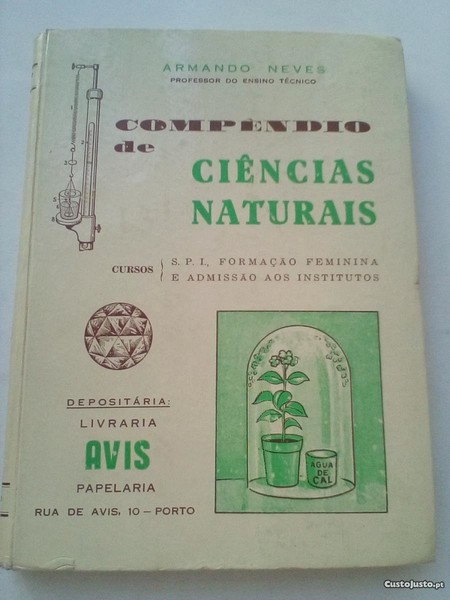 ARMANDO NEVES
PROFESSOR DO ENSINO TÉCNICO
COMPÊNDIO
de
CIÊNCIAS
NATURAIS
CURSOS { S. P. I., FORMAÇÃO FEMININA
E ADMISSÃO AOS INSTITUTOS
DEPOSITÁRIA:
LIVRARIA
AVIS
PAPELARIA
RUA DE AVIS, 10 — PORTO
AGUA
DE
CAL
CustoJusto.pt